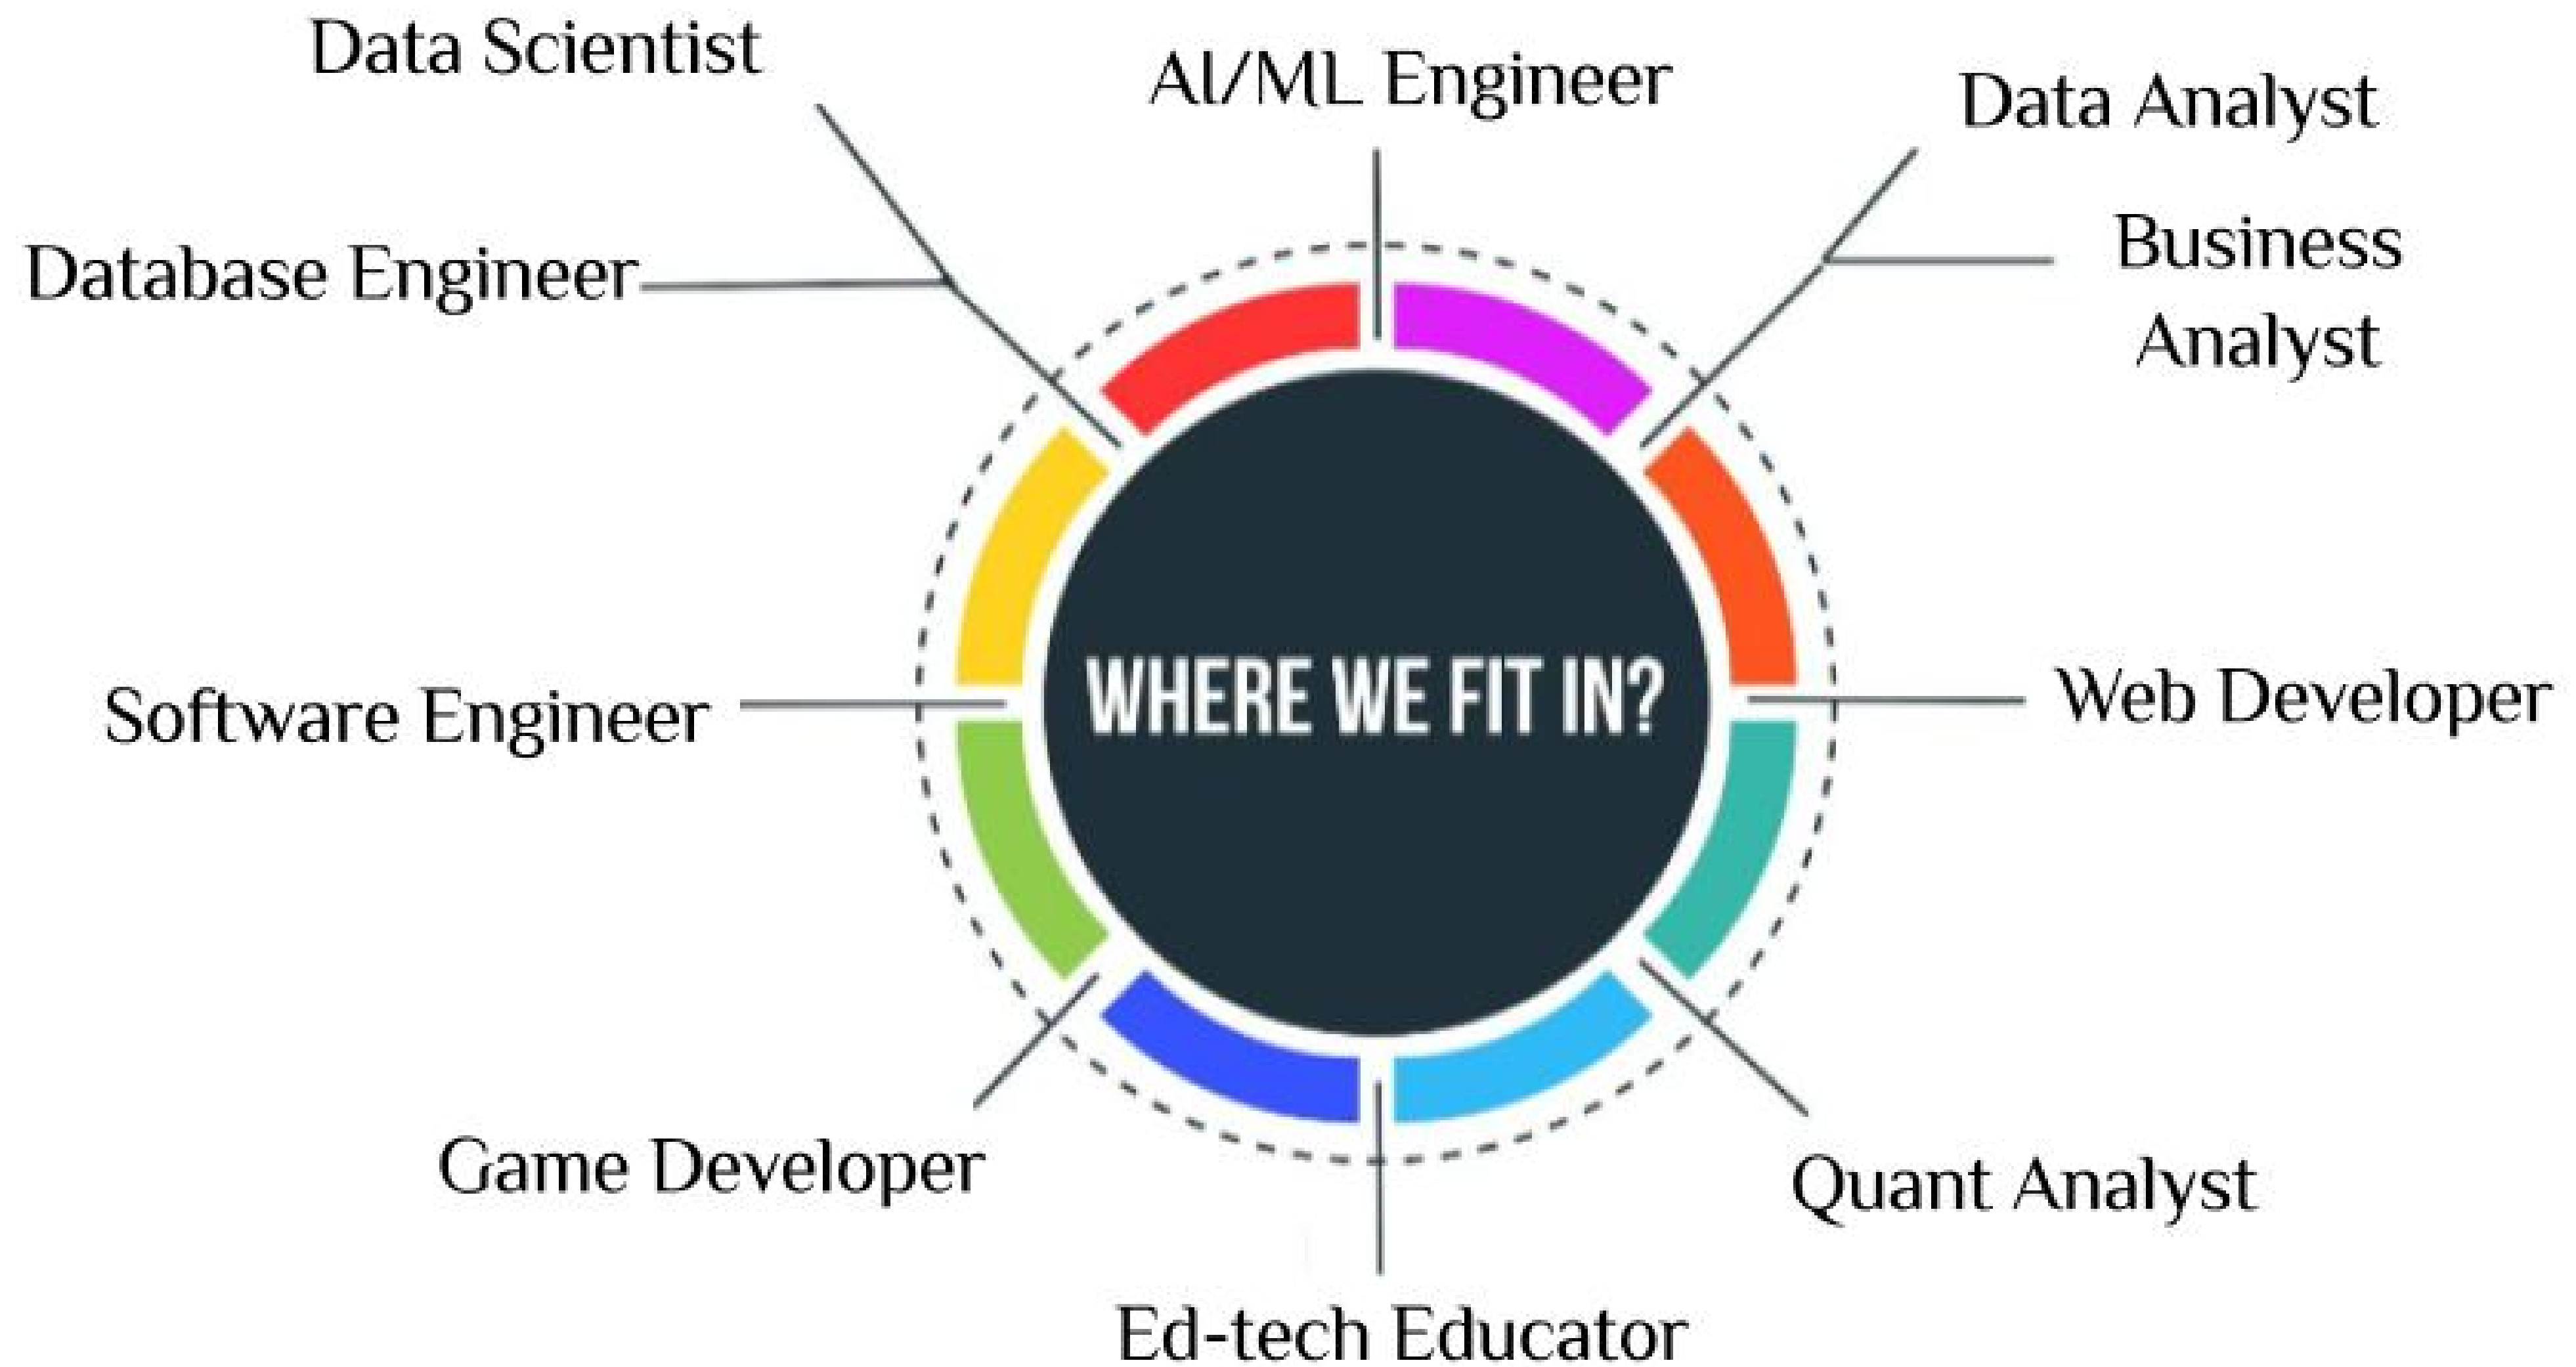 Data Scientist
AI/ML Engineer
Data Analyst
Database Engineer
Business
Analyst
WHERE WE FIT IN?
Software Engineer
Web Developer
Game Developer
Quant Analyst
Ed-tech Educator